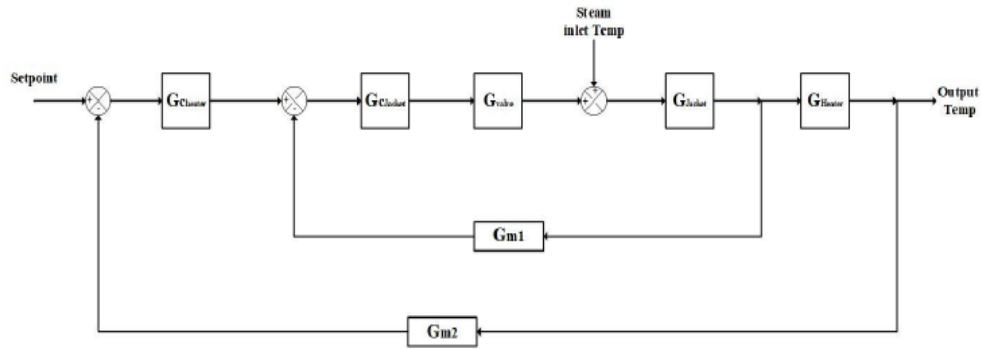 Steam
inlet Temp
Setpoint
+
-
GCheater
+
-
GCJacket
Gvalve
+
+
GJacket
GHeater
Output
Temp
Gm1
Gm2